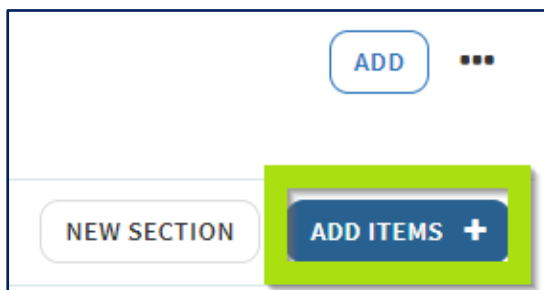 ADD •••
NEW SECTION ADD ITEMS +